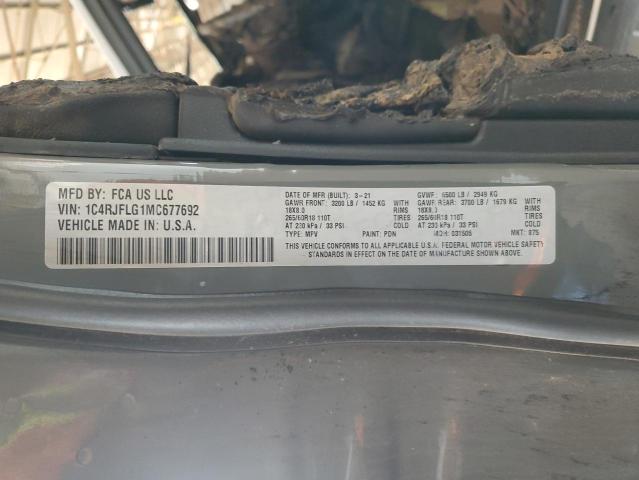 MFD BY: FCA US LLC
VIN: 1C4RJFLG1MC677692
VEHICLE MADE IN: U.S.A.
DATE OF MFR (BUILT): 3-21 GVWR: 6500 LB / 2949 KG
GAWR FRONT: 3200 LB / 1452 KG WITH GAWR REAR: 3700 LB / 1679 KG WITH
18X8.0 RIMS 18X8.0 RIMS
265/60R18 110T TIRES 265/60R18 110T TIRES
AT 230 kPa / 33 PSI COLD AT 230 kPa / 33 PSI COLD
TYPE: MPV PAINT: PDN MDH: 031505 MKT: 875
THIS VEHICLE CONFORMS TO ALL APPLICABLE U.S.A. FEDERAL MOTOR VEHICLE SAFETY
STANDARDS IN EFFECT ON THE DATE OF MANUFACTURE SHOWN ABOVE.